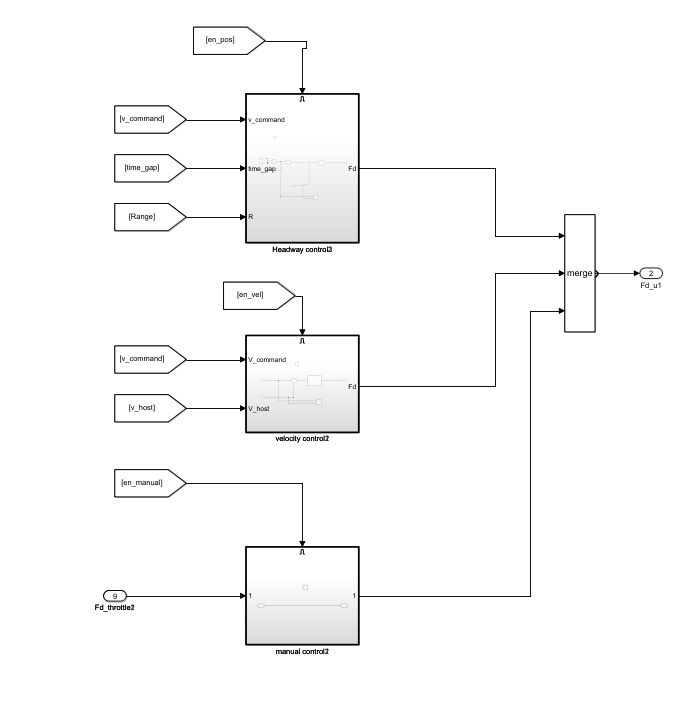 [en_pos]
[v_command]
v_command
[time_gap]
time_gap
Fd
[Range]
R
Headway control3
merge
2
Fd_u1
[en_vel]
[v_command]
V_command
Fd
[v_host]
V_host
velocity control2
[en_manual]
9
1
1
Fd_throttle2
manual control2